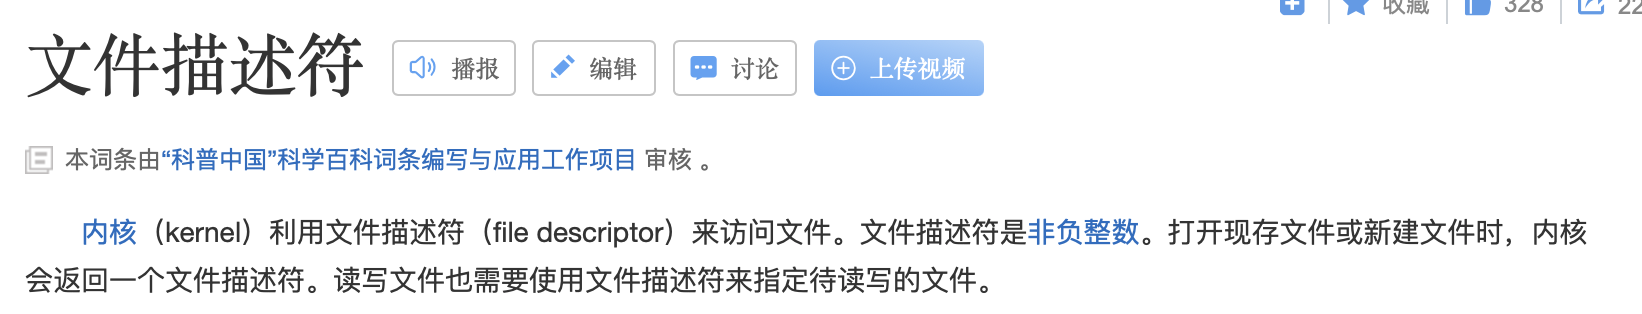 收藏
328
22
文件描述符
播报
编辑
讨论
上传视频
本词条由“科普中国”科学百科词条编写与应用工作项目 审核 。
内核（kernel）利用文件描述符（file descriptor）来访问文件。文件描述符是非负整数。打开现存文件或新建文件时，内核
会返回一个文件描述符。读写文件也需要使用文件描述符来指定待读写的文件。